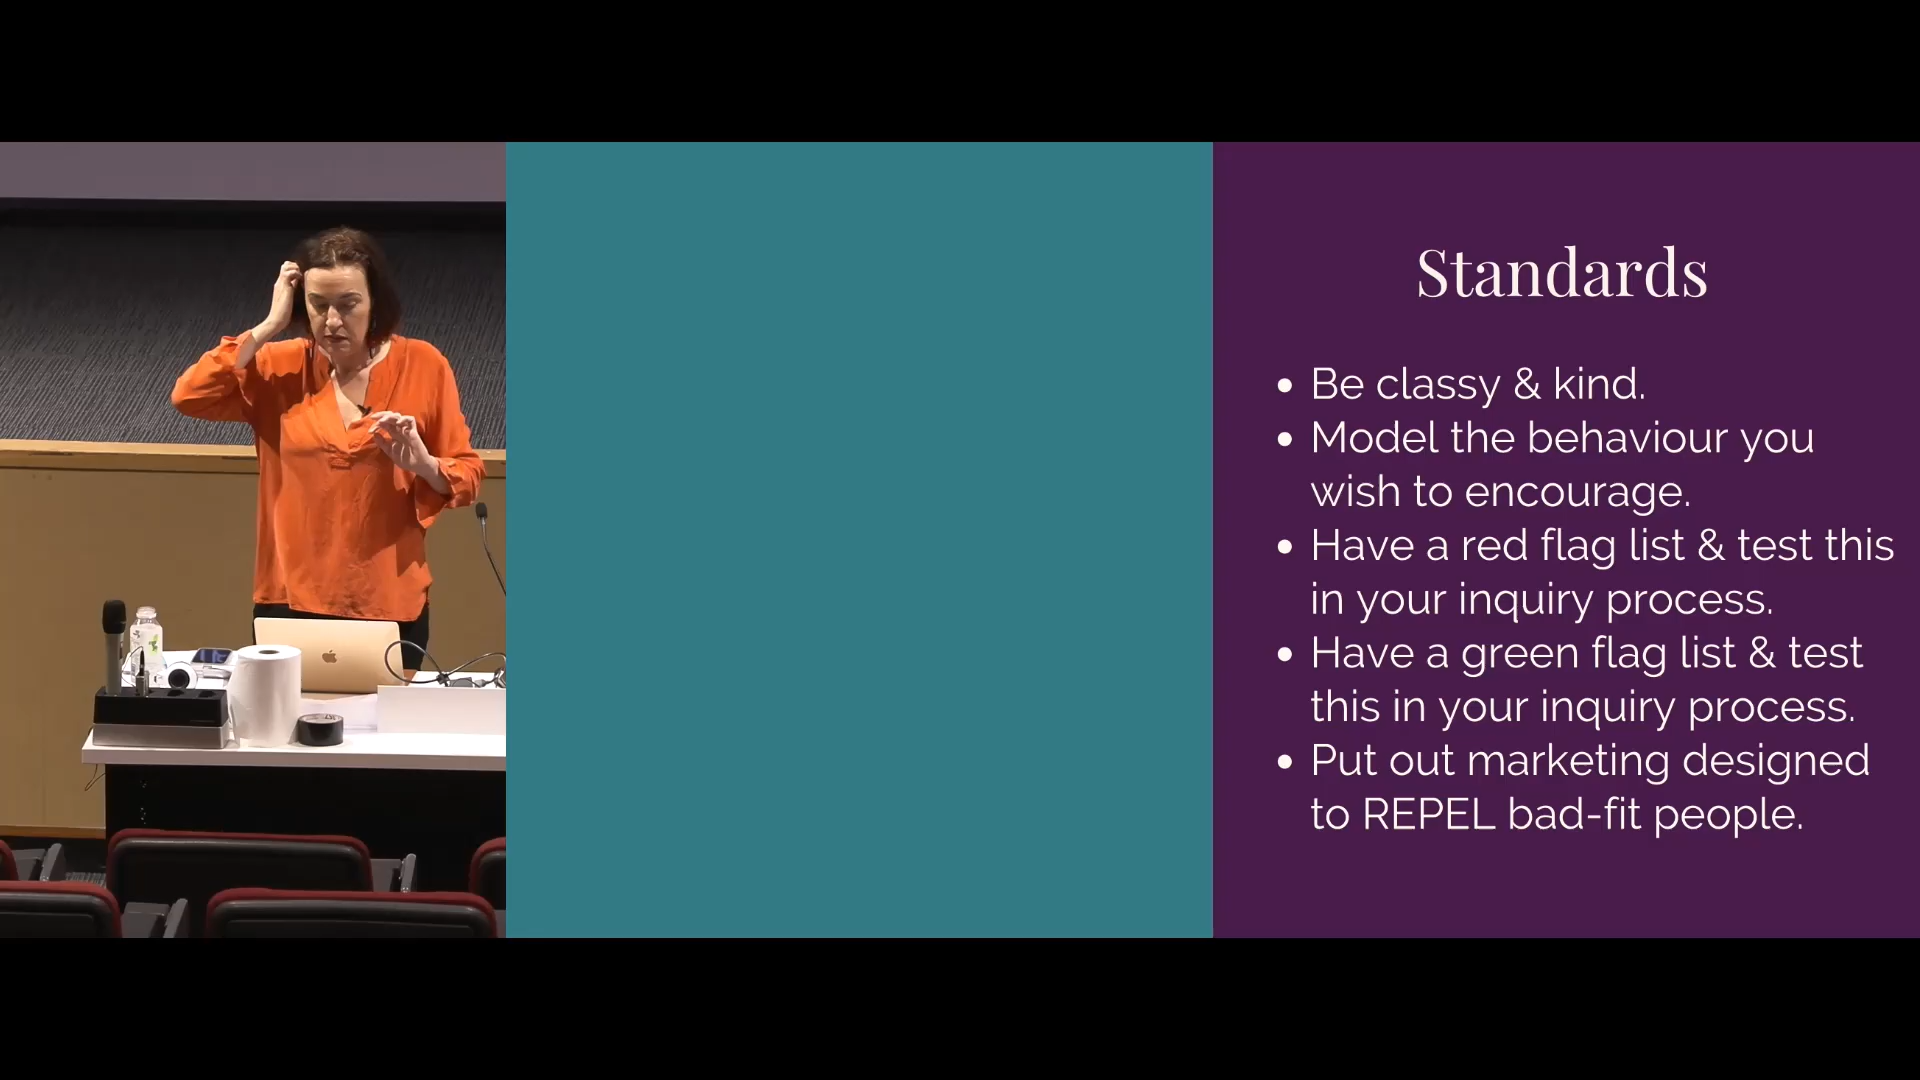 Standards
• Be classy & kind.
• Model the behaviour you
wish to encourage.
• Have a red flag list & test this
in your inquiry process.
• Have a green flag list & test
this in your inquiry process.
• Put out marketing designed
to REPEL bad-fit people.